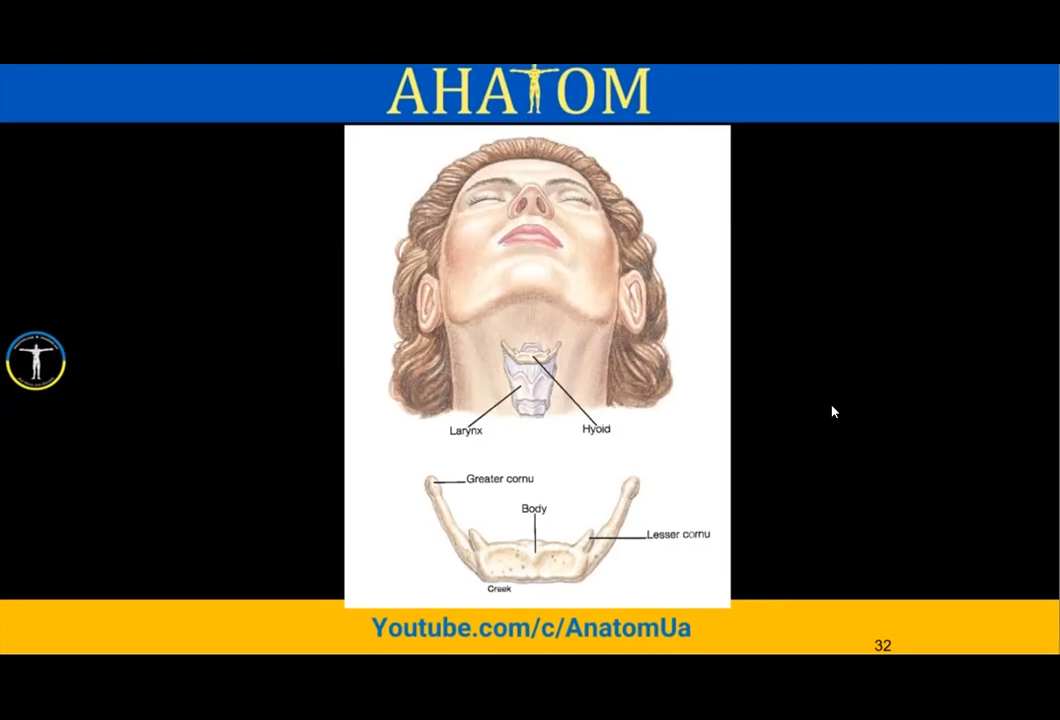 АНАТОМ
Larynx
Hyoid
Greater cornu
Body
Lesser cornu
Creek
Youtube.com/c/AnatomUa
32